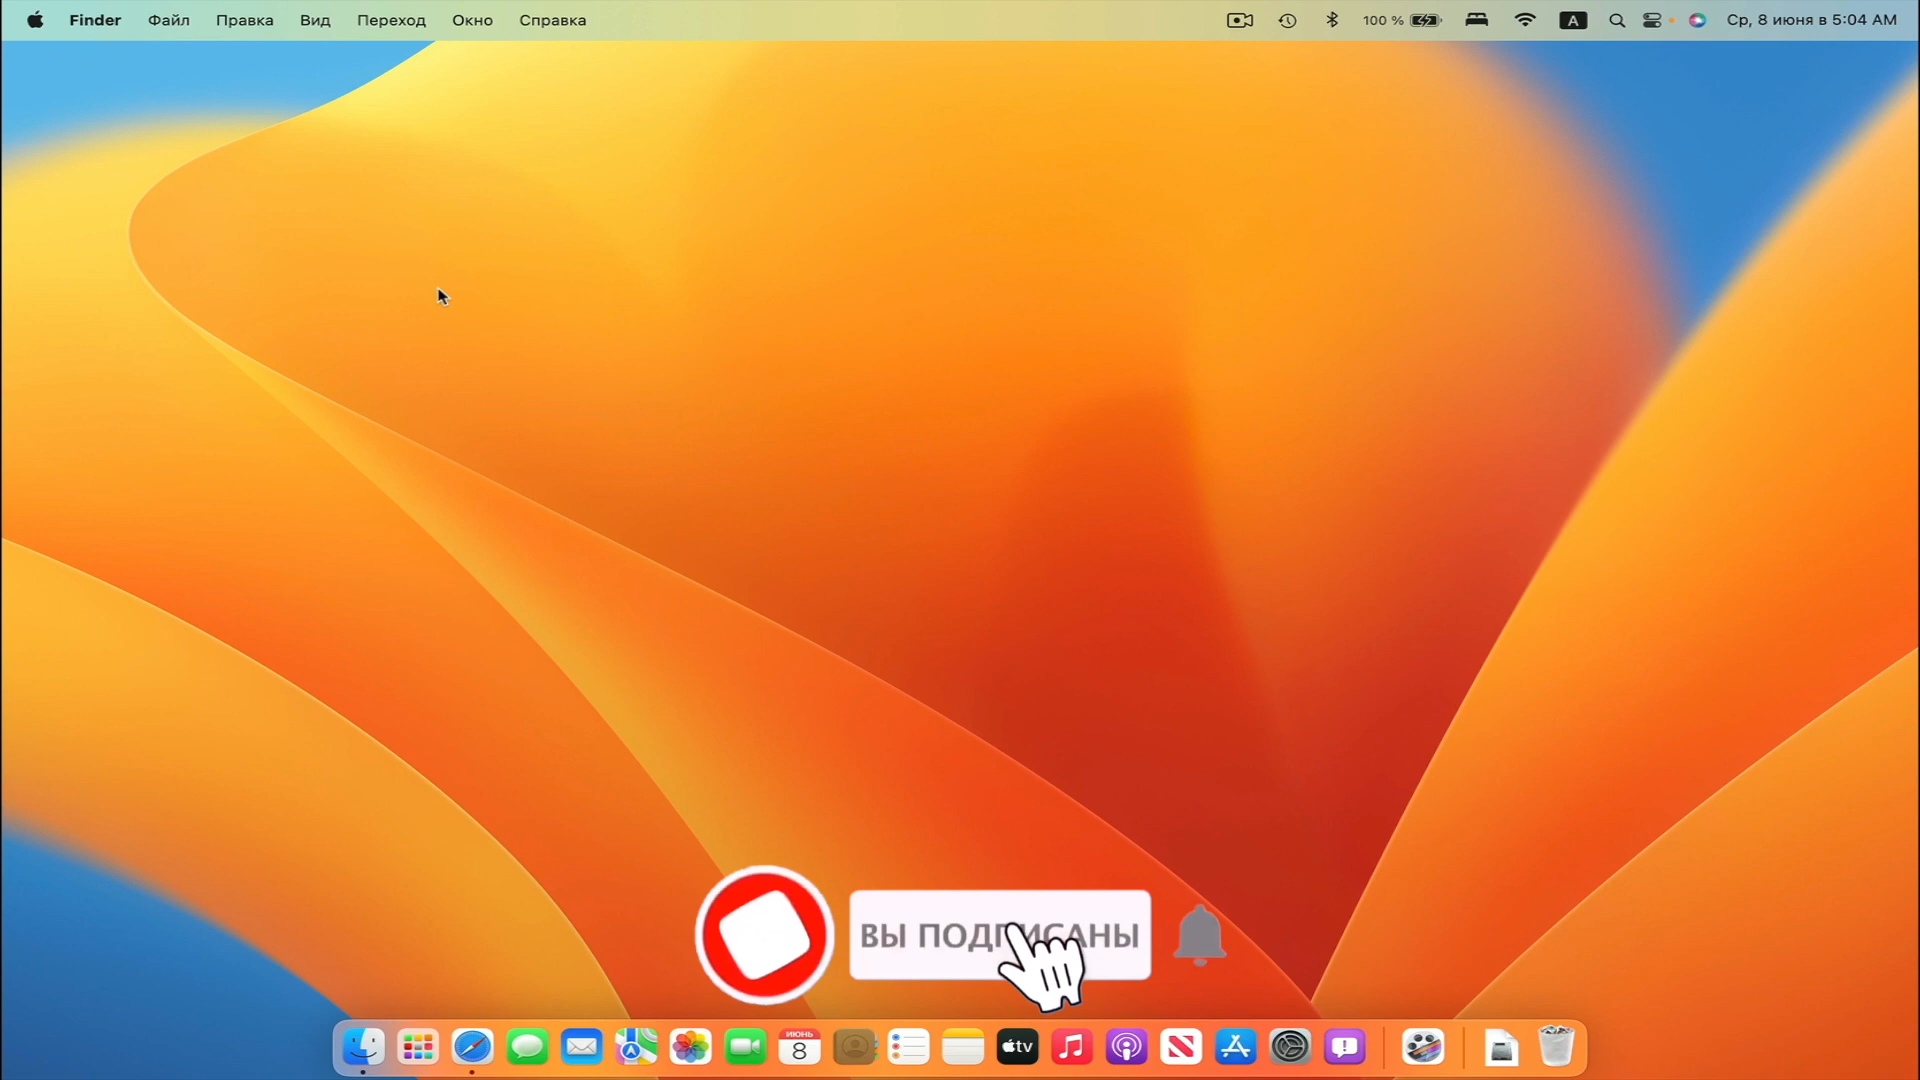 Finder Файл Правка Вид Переход Окно Справка 100 % A Ср, 8 июня в 5:04 AM
ВЫ ПОДПИСАНЫ
ИЮНЬ
8
tv